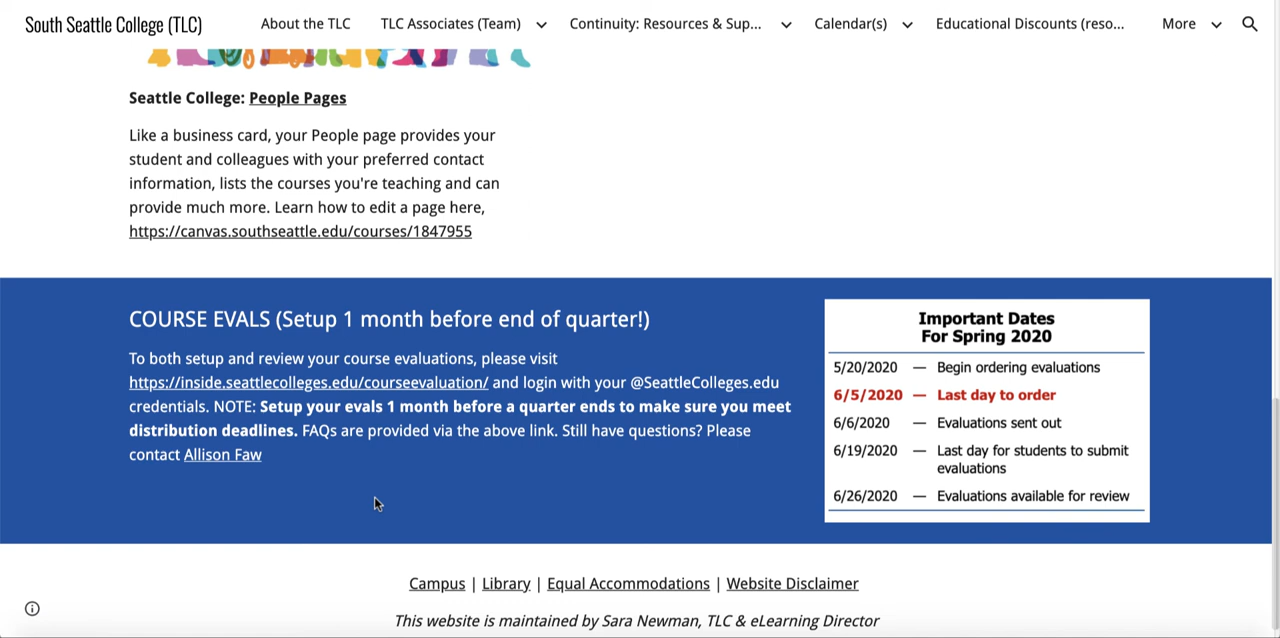 South Seattle College (TLC)
About the TLC
TLC Associates (Team)
Continuity: Resources & Sup...
Calendar(s)
Educational Discounts (reso...
More
Seattle College: People Pages
Like a business card, your People page provides your
student and colleagues with your preferred contact
information, lists the courses you're teaching and can
provide much more. Learn how to edit a page here,
https://canvas.southseattle.edu/courses/1847955
COURSE EVALS (Setup 1 month before end of quarter!)
To both setup and review your course evaluations, please visit
https://inside.seattlecolleges.edu/courseevaluation/ and login with your @SeattleColleges.edu
credentials. NOTE: Setup your evals 1 month before a quarter ends to make sure you meet
distribution deadlines. FAQs are provided via the above link. Still have questions? Please
contact Allison Faw
Important Dates
For Spring 2020
5/20/2020 — Begin ordering evaluations
6/5/2020 — Last day to order
6/6/2020 — Evaluations sent out
6/19/2020 — Last day for students to submit
evaluations
6/26/2020 — Evaluations available for review
Campus | Library | Equal Accommodations | Website Disclaimer
This website is maintained by Sara Newman, TLC & eLearning Director